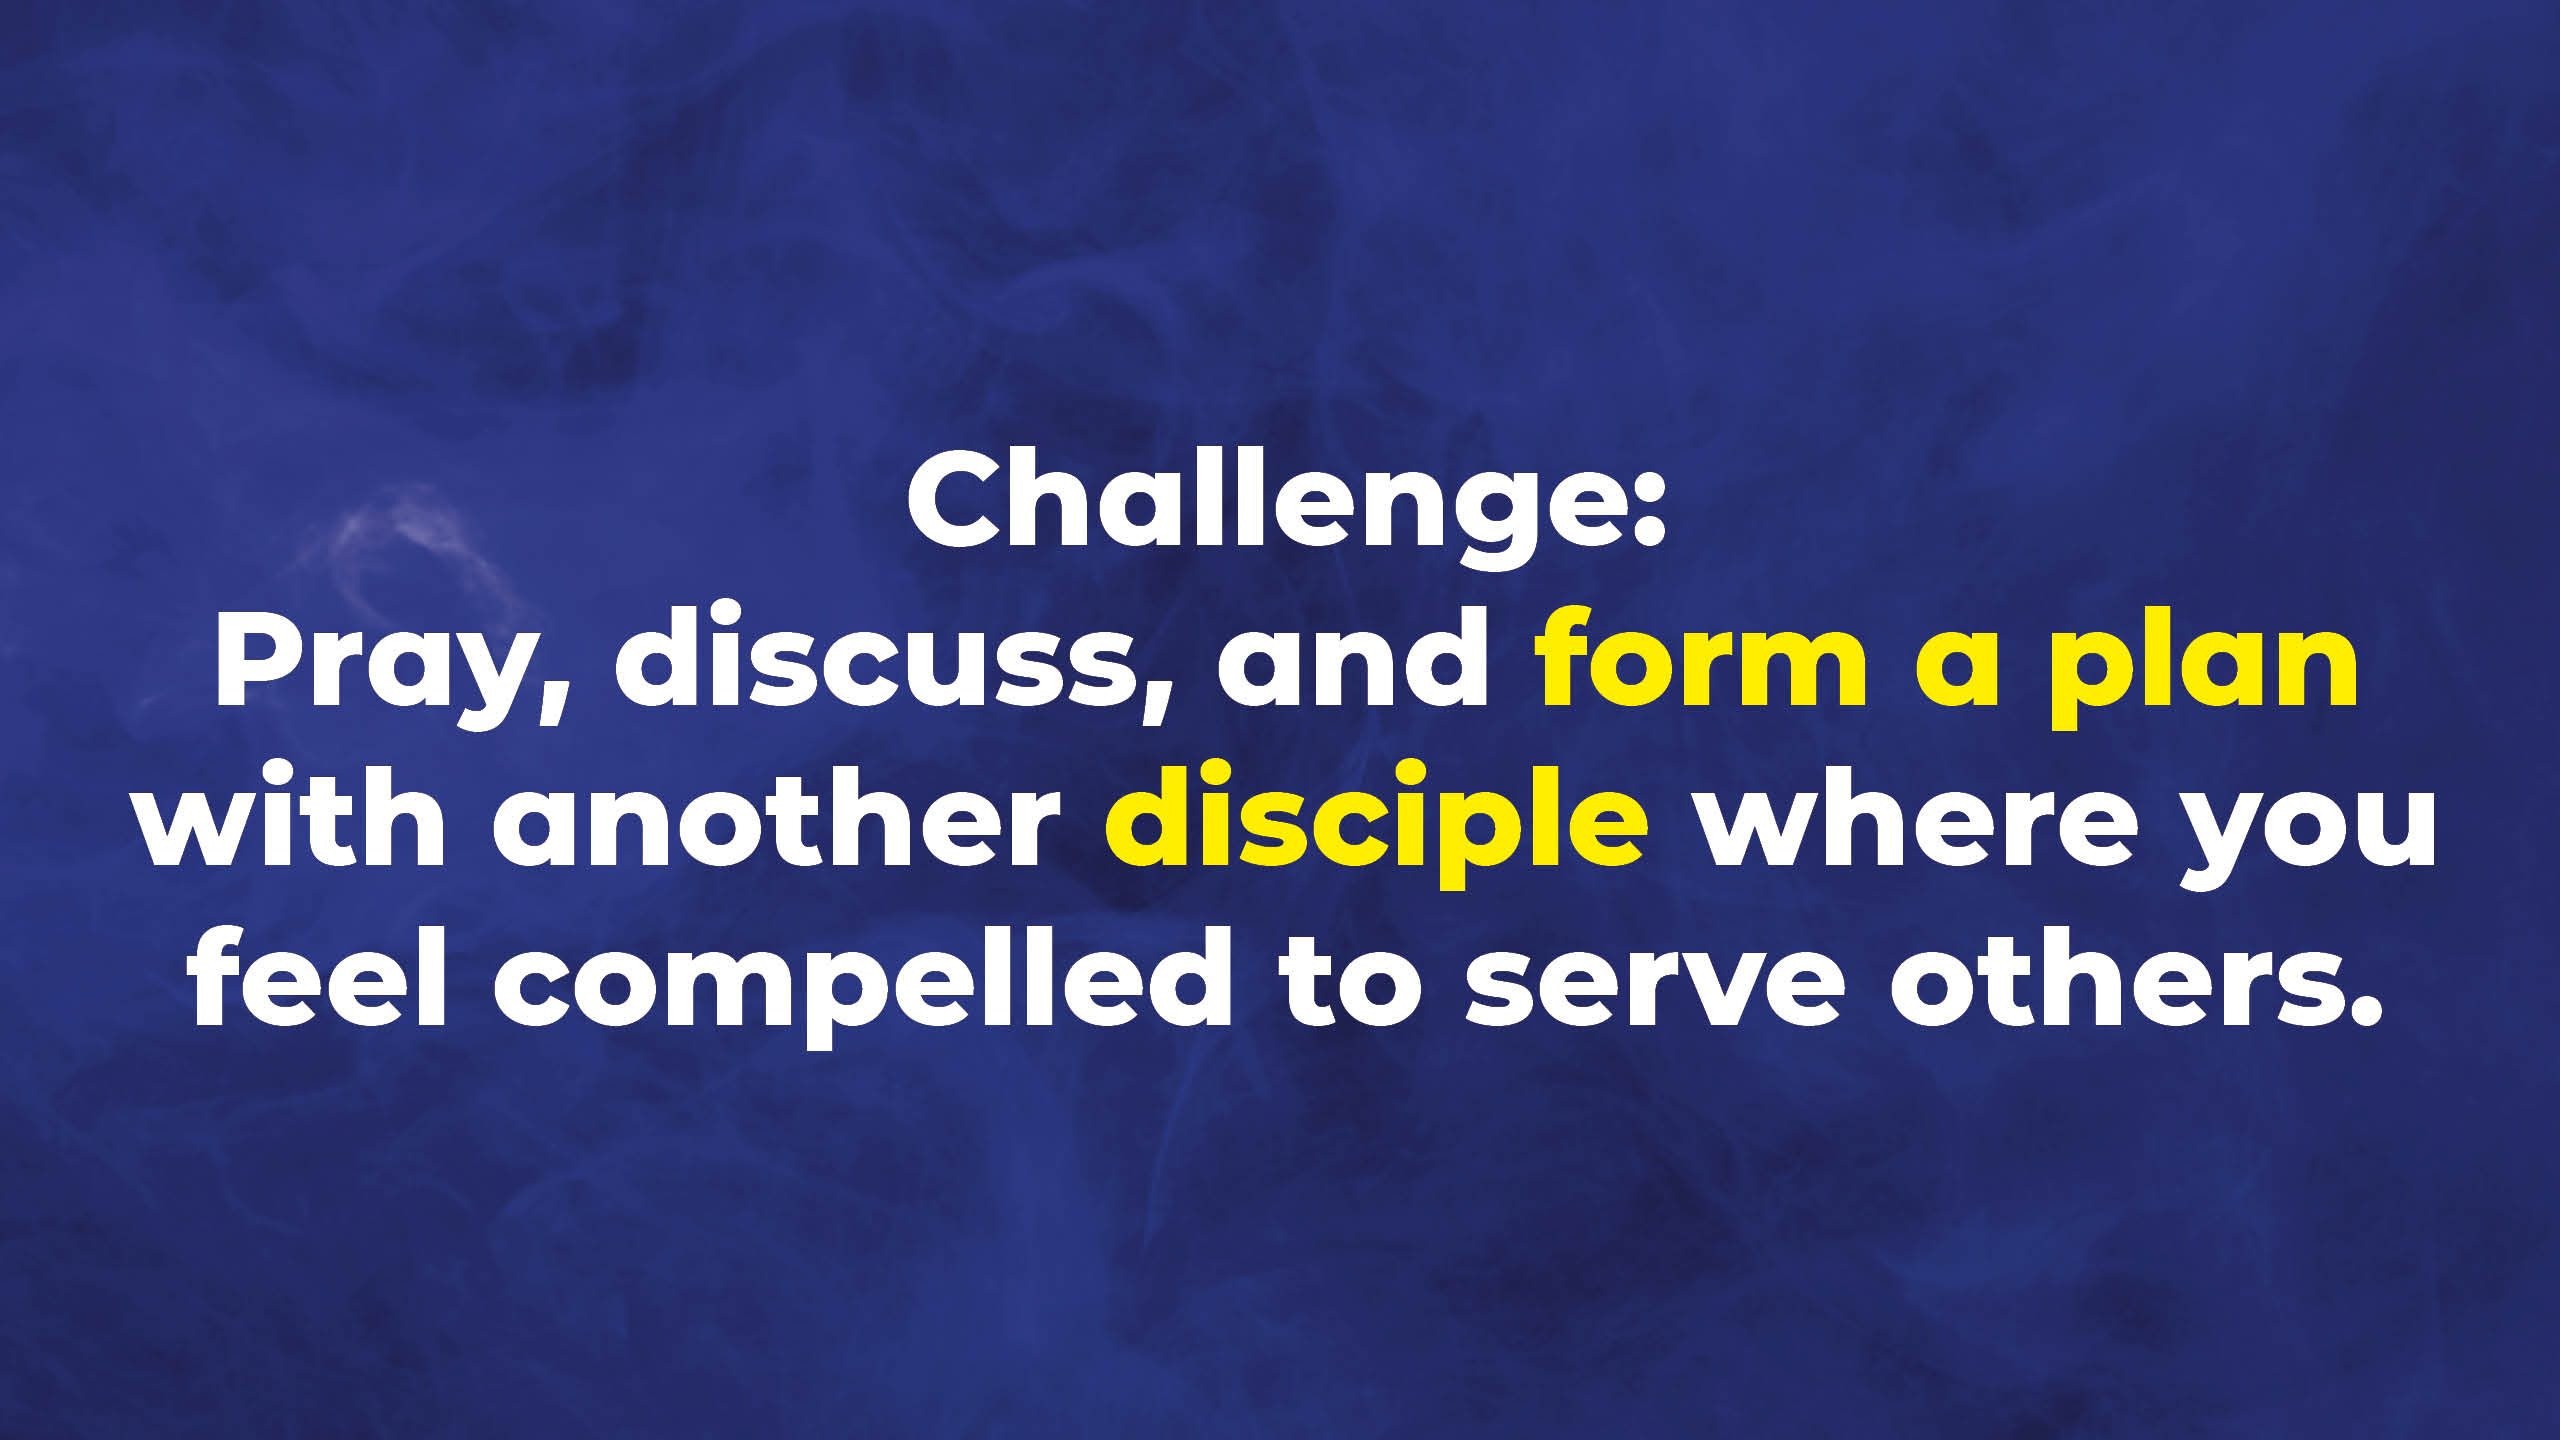 Challenge:
Pray, discuss, and form a plan
with another disciple where you
feel compelled to serve others.